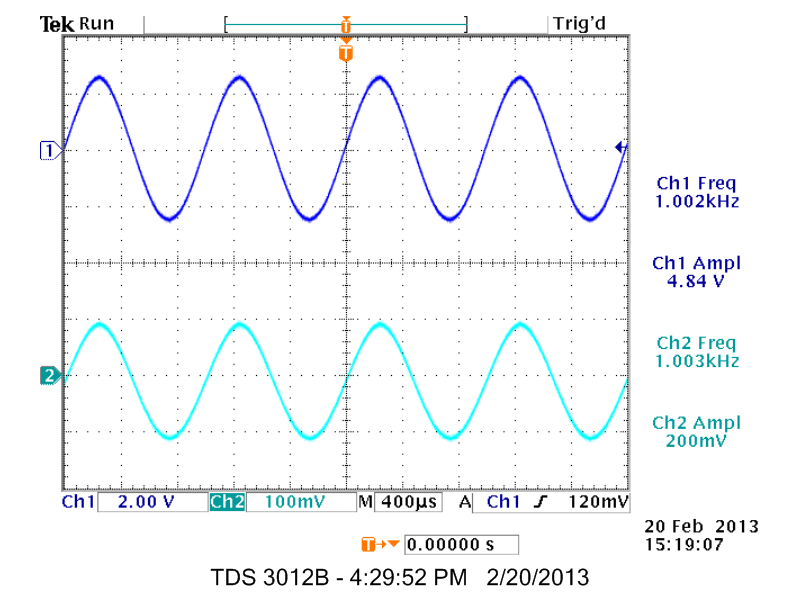 Tek Run Trig'd
T
T
1
Ch1 Freq
1.002kHz
Ch1 Ampl
4.84 V
Ch2 Freq
1.003kHz
2
Ch2 Ampl
200mV
Ch1 2.00 V Ch2 100mV M 400µs A Ch1 120mV
T 0.00000 s
20 Feb 2013
15:19:07
TDS 3012B - 4:29:52 PM 2/20/2013